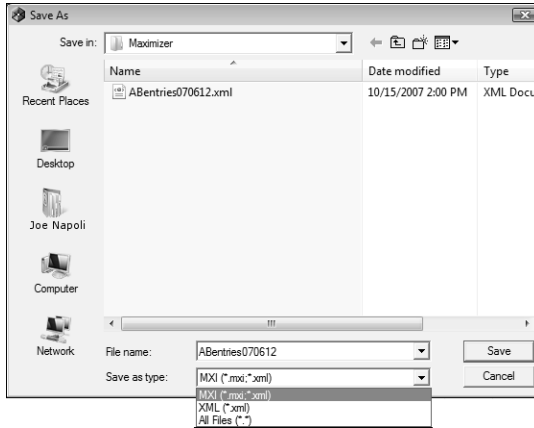 Save As
Save in: Maximizer
Name Date modified Type
ABentries070612.xml 10/15/2007 2:00 PM XML Docu
Recent Places
Desktop
Joe Napoli
Computer
Network
File name: ABentries070612 Save
Save as type: MXI (*.mxi;*.xml) Cancel
MXI (*.mxi;*.xml)
XML (*.xml)
All Files (*.*)